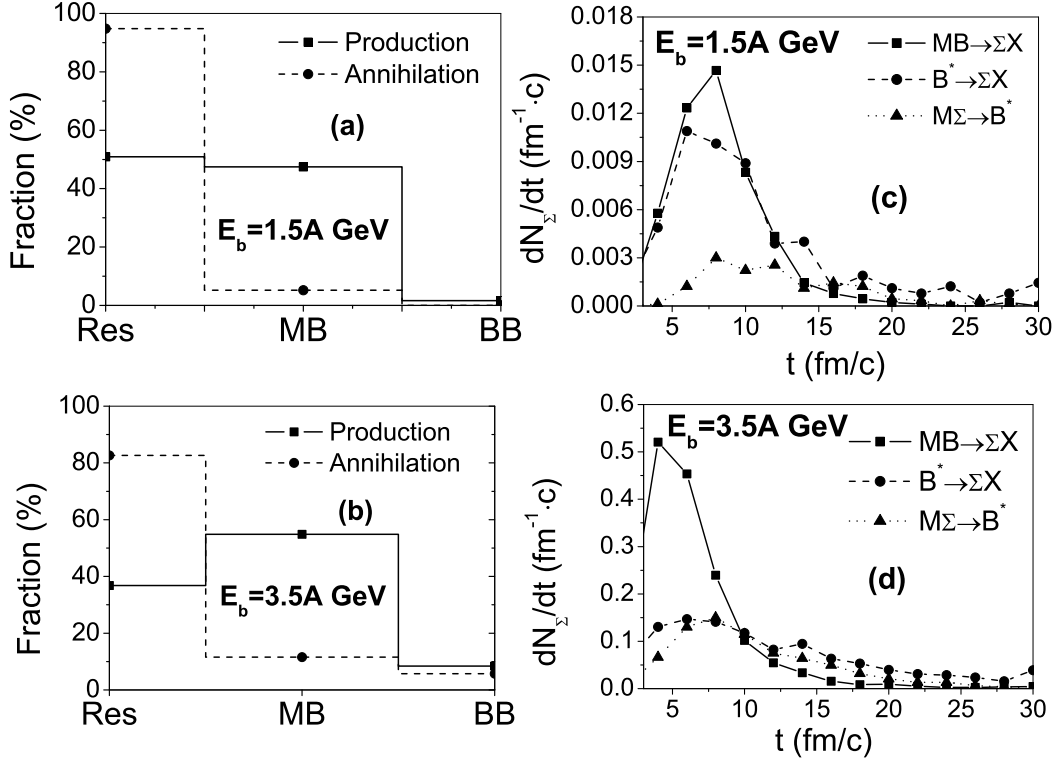 100
80
60
40
20
0
Fraction (%)
Production
Annihilation
(a)
E_b=1.5A GeV
Res
MB
BB
0.018
0.015
0.012
0.009
0.006
0.003
0.000
dN_Σ/dt (fm⁻¹·c)
E_b=1.5A GeV
MB→ΣX
B*→ΣX
MΣ→B*
(c)
5 10 15 20 25 30
t (fm/c)
100
80
60
40
20
0
Fraction (%)
Production
Annihilation
(b)
E_b=3.5A GeV
Res
MB
BB
0.6
0.5
0.4
0.3
0.2
0.1
0.0
dN_Σ/dt (fm⁻¹·c)
E_b=3.5A GeV
MB→ΣX
B*→ΣX
MΣ→B*
(d)
5 10 15 20 25 30
t (fm/c)